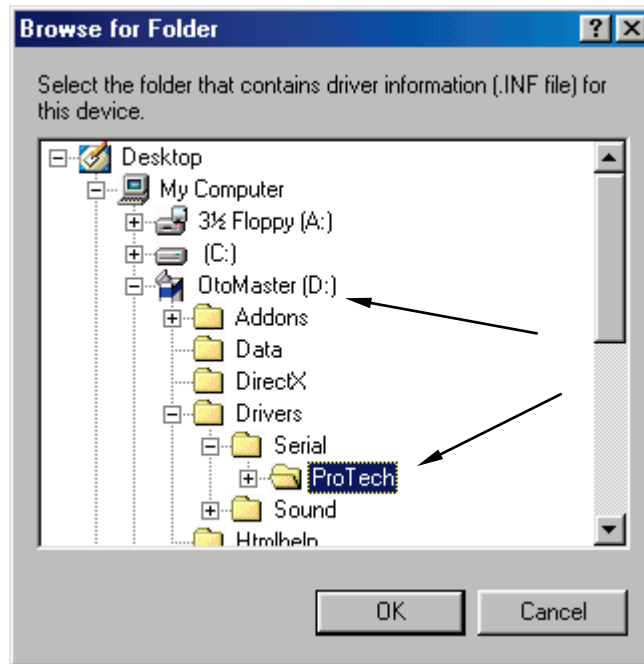 Browse for Folder
Select the folder that contains driver information (.INF file) for
this device.
Desktop
My Computer
3½ Floppy (A:)
(C:)
OtoMaster (D:)
Addons
Data
DirectX
Drivers
Serial
ProTech
Sound
Htmlhelp
OK
Cancel